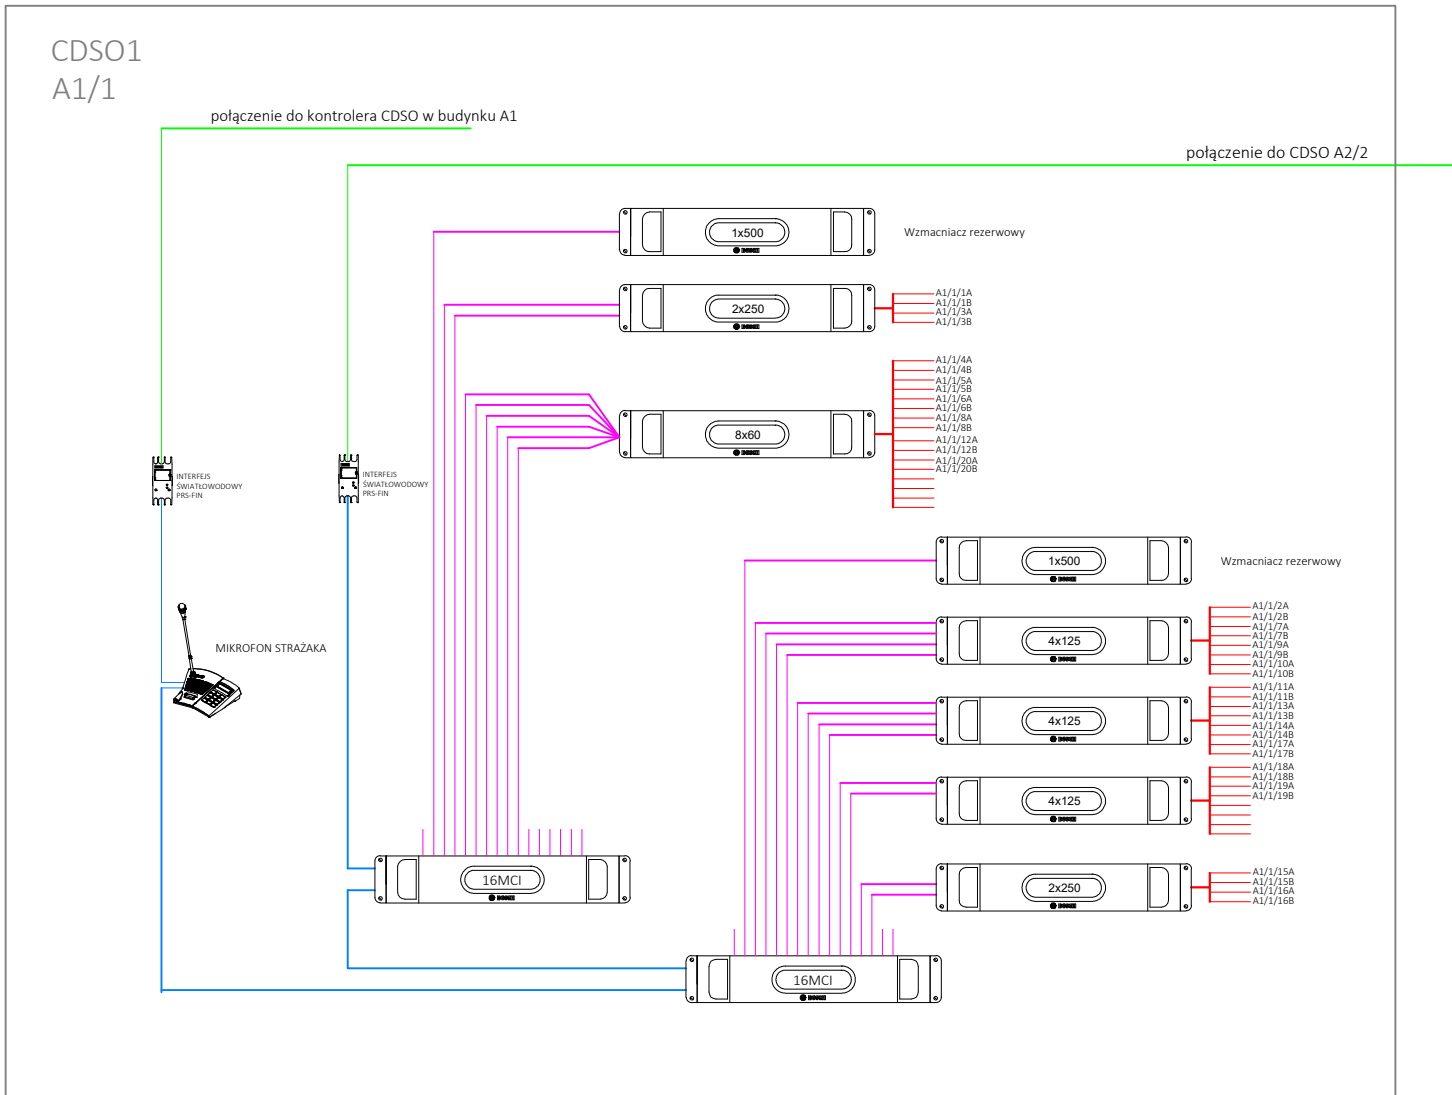 CDSO1
A1/1
połączenie do kontrolera CDSO w budynku A1
połączenie do CDSO A2/2
1x500
Wzmacniacz rezerwowy
2x250
A1/1/1A
A1/1/1B
A1/1/3A
A1/1/3B
8x60
A1/1/4A
A1/1/4B
A1/1/5A
A1/1/5B
A1/1/6A
A1/1/6B
A1/1/8A
A1/1/8B
A1/1/12A
A1/1/12B
A1/1/20A
A1/1/20B
INTERFEJS
ŚWIATŁOWODOWY
PRS-FIN
INTERFEJS
ŚWIATŁOWODOWY
PRS-FIN
1x500
Wzmacniacz rezerwowy
MIKROFON STRAŻAKA
4x125
A1/1/2A
A1/1/2B
A1/1/7A
A1/1/7B
A1/1/9A
A1/1/9B
A1/1/10A
A1/1/10B
4x125
A1/1/11A
A1/1/11B
A1/1/13A
A1/1/13B
A1/1/14A
A1/1/14B
A1/1/17A
A1/1/17B
4x125
A1/1/18A
A1/1/18B
A1/1/19A
A1/1/19B
16MCI
2x250
A1/1/15A
A1/1/15B
A1/1/16A
A1/1/16B
16MCI